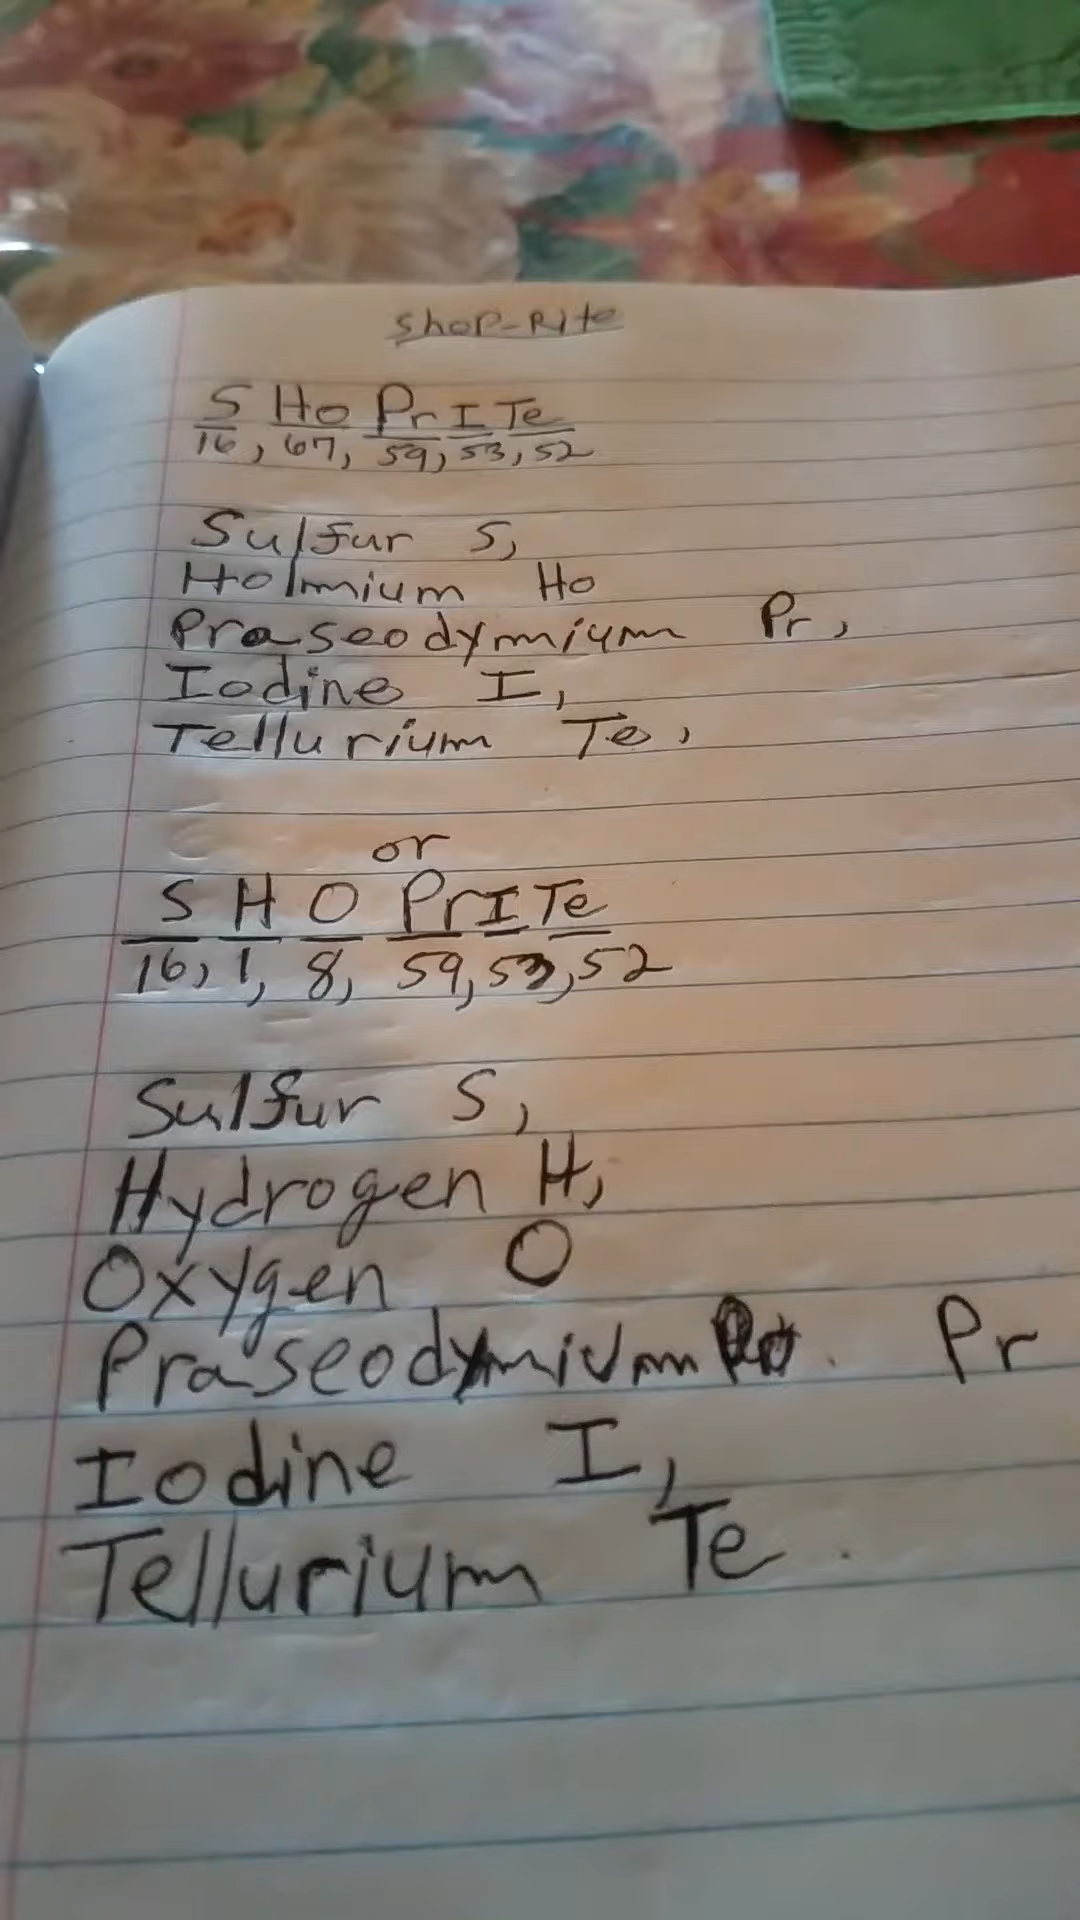 Shop-Rite
S Ho Pr I Te
16, 67, 59, 53, 52
Sulfur S,
Holmium Ho
Praseodymium Pr,
Iodine I,
Tellurium Te,
or
S H O Pr I Te
16, 1, 8, 59, 53, 52
Sulfur S,
Hydrogen H,
Oxygen O
Praseodymium Pr
Iodine I,
Tellurium Te.